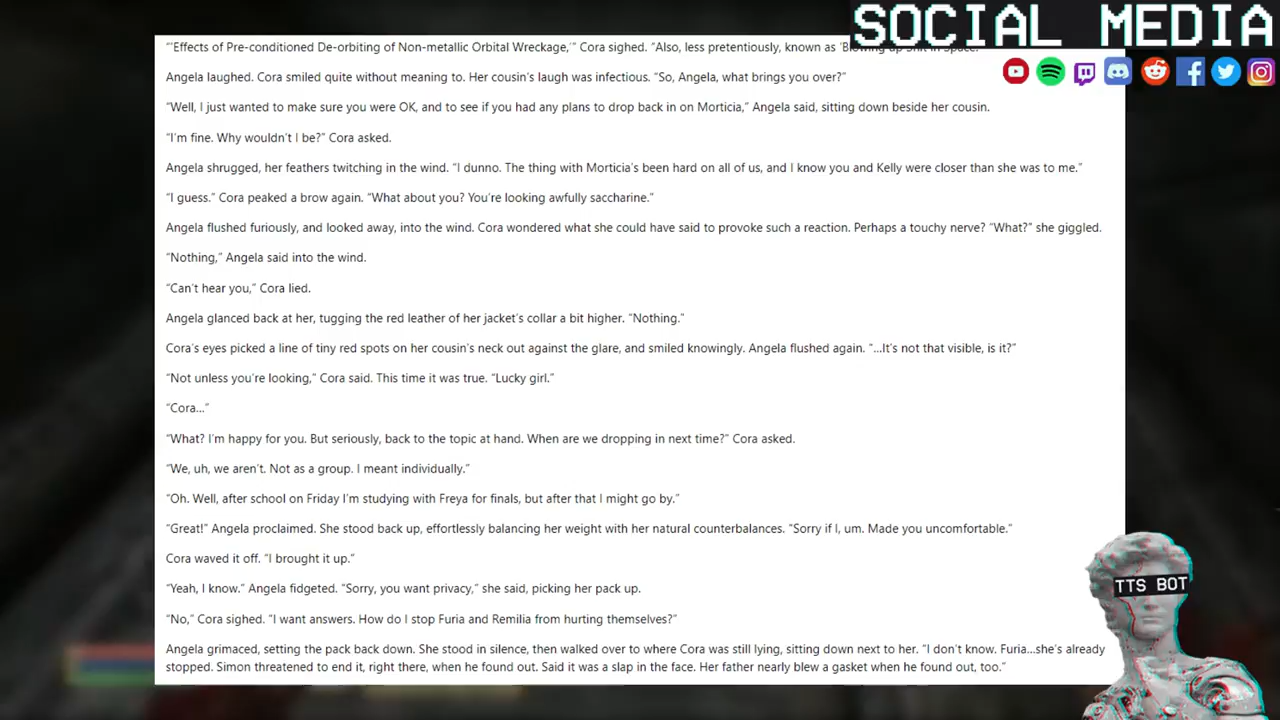 SOCIAL MEDIA
“‘Effects of Pre-conditioned De-orbiting of Non-metallic Orbital Wreckage,’” Cora sighed. “Also, less pretentiously, known as ‘Blowing up Shit in Space.’”
Angela laughed. Cora smiled quite without meaning to. Her cousin’s laugh was infectious. “So, Angela, what brings you over?”
“Well, I just wanted to make sure you were OK, and to see if you had any plans to drop back in on Morticia,” Angela said, sitting down beside her cousin.
“I’m fine. Why wouldn’t I be?” Cora asked.
Angela shrugged, her feathers twitching in the wind. “I dunno. The thing with Morticia’s been hard on all of us, and I know you and Kelly were closer than she was to me.”
“I guess.” Cora peaked a brow again. “What about you? You’re looking awfully saccharine.”
Angela flushed furiously, and looked away, into the wind. Cora wondered what she could have said to provoke such a reaction. Perhaps a touchy nerve? “What?” she giggled.
“Nothing,” Angela said into the wind.
“Can’t hear you,” Cora lied.
Angela glanced back at her, tugging the red leather of her jacket’s collar a bit higher. “Nothing.”
Cora’s eyes picked a line of tiny red spots on her cousin’s neck out against the glare, and smiled knowingly. Angela flushed again. “…It’s not that visible, is it?”
“Not unless you’re looking,” Cora said. This time it was true. “Lucky girl.”
“Cora…”
“What? I’m happy for you. But seriously, back to the topic at hand. When are we dropping in next time?” Cora asked.
“We, uh, we aren’t. Not as a group. I meant individually.”
“Oh. Well, after school on Friday I’m studying with Freya for finals, but after that I might go by.”
“Great!” Angela proclaimed. She stood back up, effortlessly balancing her weight with her natural counterbalances. “Sorry if I, um. Made you uncomfortable.”
Cora waved it off. “I brought it up.”
“Yeah, I know.” Angela fidgeted. “Sorry, you want privacy,” she said, picking her pack up.
“No,” Cora sighed. “I want answers. How do I stop Furia and Remilia from hurting themselves?”
Angela grimaced, setting the pack back down. She stood in silence, then walked over to where Cora was still lying, sitting down next to her. “I don’t know. Furia…she’s already
stopped. Simon threatened to end it, right there, when he found out. Said it was a slap in the face. Her father nearly blew a gasket when he found out, too.”
TTS BOT